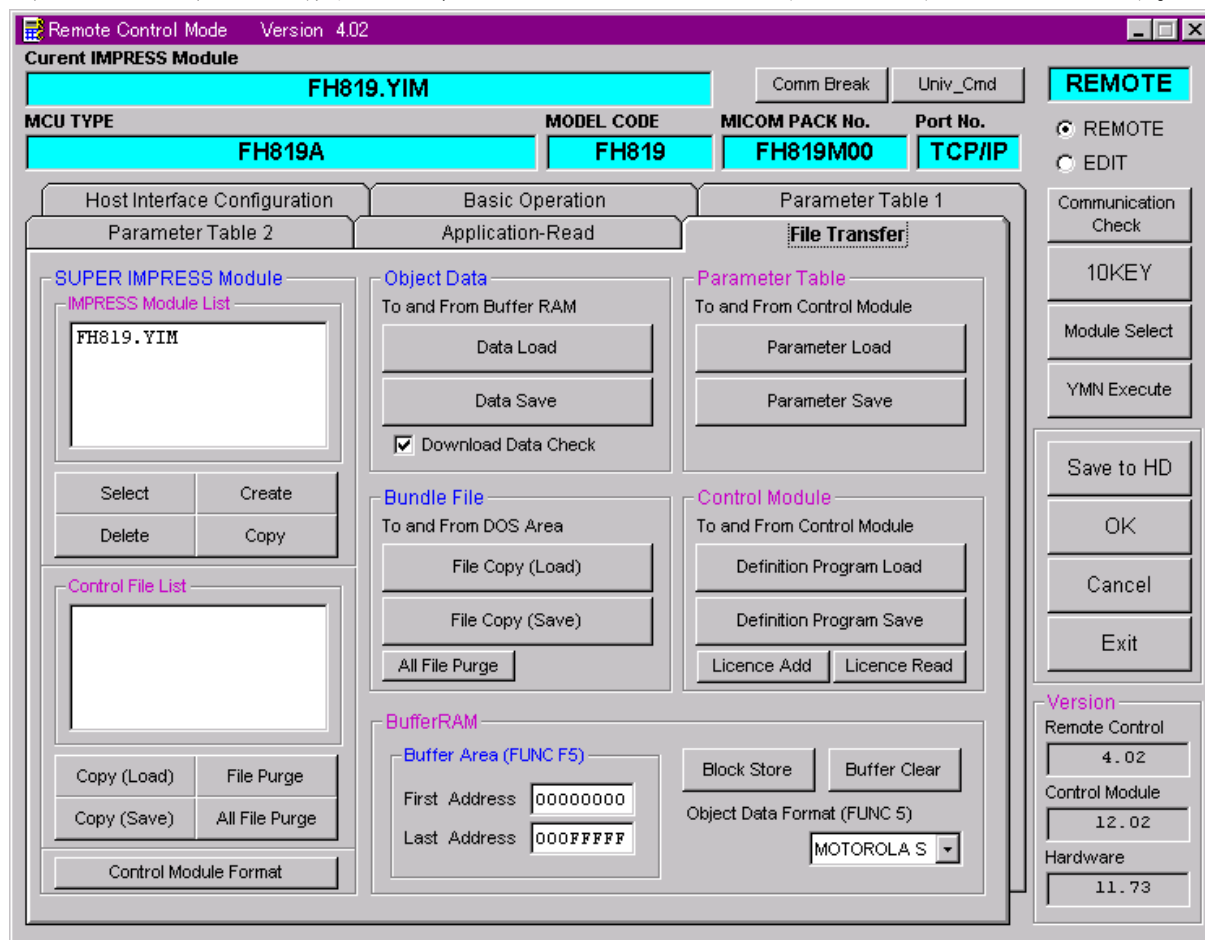 Remote Control Mode Version 4.02
Curent IMPRESS Module
FH819.YIM
Comm Break
Univ_Cmd
REMOTE
MCU TYPE
MODEL CODE
MICOM PACK No.
Port No.
FH819A
FH819
FH819M00
TCP/IP
REMOTE
EDIT
Host Interface Configuration
Basic Operation
Parameter Table 1
Parameter Table 2
Application-Read
File Transfer
Communication
Check
10KEY
Module Select
YMN Execute
Save to HD
OK
Cancel
Exit
SUPER IMPRESS Module
IMPRESS Module List
FH819.YIM
Select
Create
Delete
Copy
Control File List
Copy (Load)
File Purge
Copy (Save)
All File Purge
Control Module Format
Object Data
To and From Buffer RAM
Data Load
Data Save
Download Data Check
Parameter Table
To and From Control Module
Parameter Load
Parameter Save
Bundle File
To and From DOS Area
File Copy (Load)
File Copy (Save)
All File Purge
Control Module
To and From Control Module
Definition Program Load
Definition Program Save
Licence Add
Licence Read
BufferRAM
Buffer Area (FUNC F5)
First Address 00000000
Last Address 000FFFFF
Block Store
Buffer Clear
Object Data Format (FUNC 5)
MOTOROLA S
Version
Remote Control
4.02
Control Module
12.02
Hardware
11.73